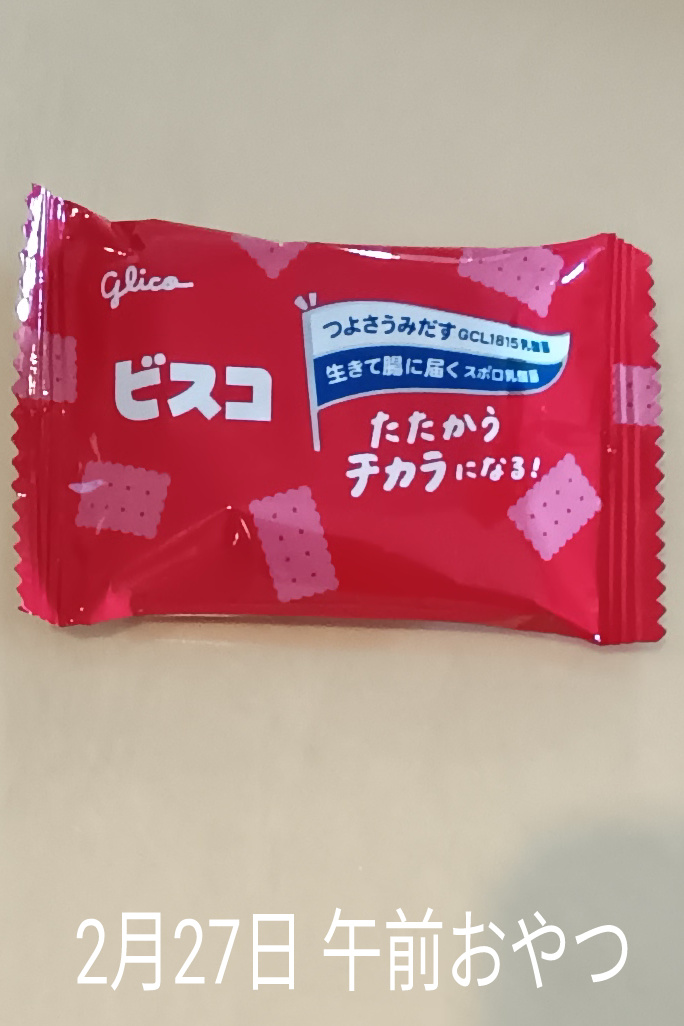 Glico
ビスコ
つよさうみだすGCL1815乳酸菌
生きて腸に届くスポロ乳酸菌
たたかう
チカラになる!
2月27日 午前おやつ